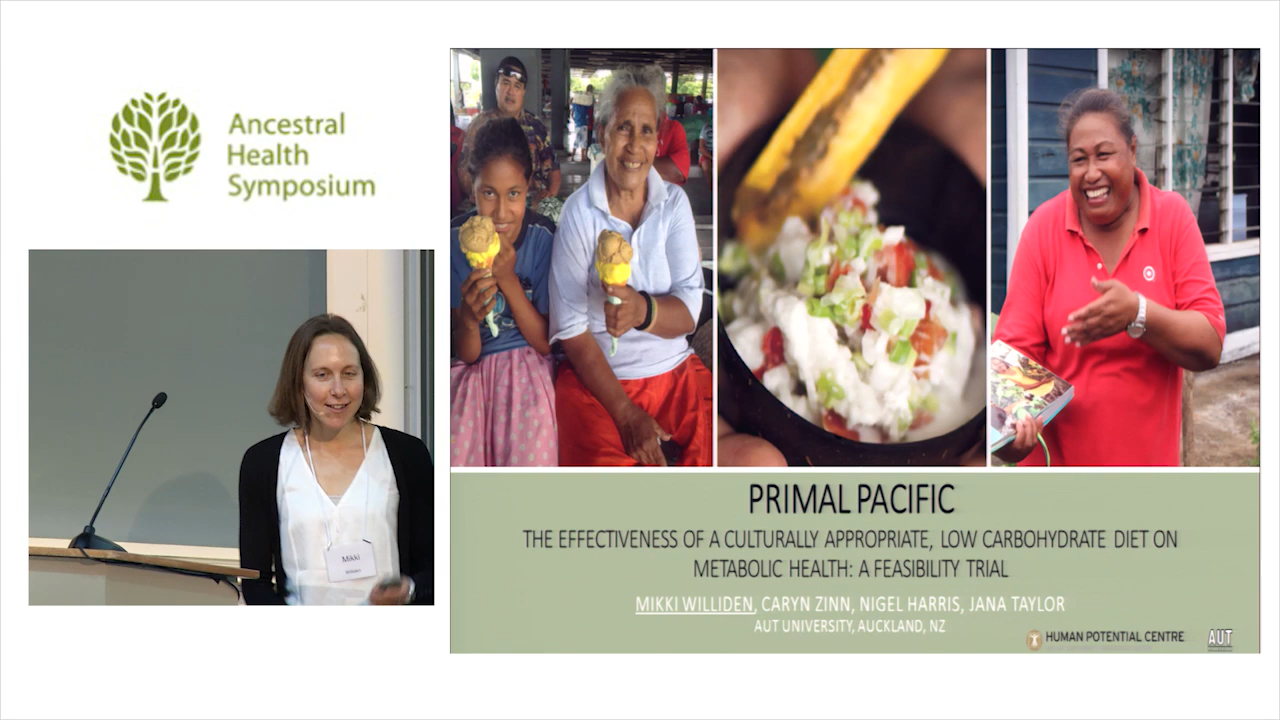 Ancestral
Health
Symposium
Mikki
PRIMAL PACIFIC
THE EFFECTIVENESS OF A CULTURALLY APPROPRIATE, LOW CARBOHYDRATE DIET ON
METABOLIC HEALTH: A FEASIBILITY TRIAL
MIKKI WILLIDEN, CARYN ZINN, NIGEL HARRIS, JANA TAYLOR
AUT UNIVERSITY, AUCKLAND, NZ
HUMAN POTENTIAL CENTRE
AUT